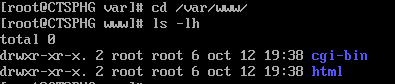 [root@CTSPHG var]# cd /var/www/
[root@CTSPHG www]# ls -lh
total 0
drwxr-xr-x. 2 root root 6 oct 12 19:38 cgi-bin
drwxr-xr-x. 2 root root 6 oct 12 19:38 html